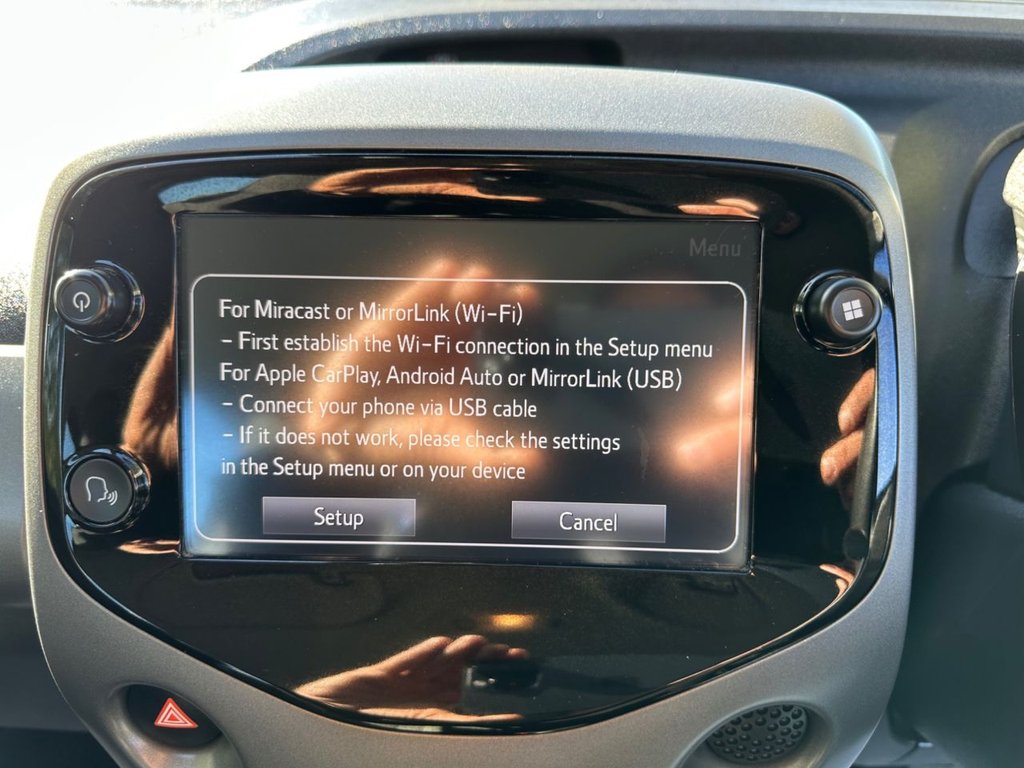 Menu
For Miracast or MirrorLink (Wi-Fi)
- First establish the Wi-Fi connection in the Setup menu
For Apple CarPlay, Android Auto or MirrorLink (USB)
- Connect your phone via USB cable
- If it does not work, please check the settings
in the Setup menu or on your device
Setup
Cancel